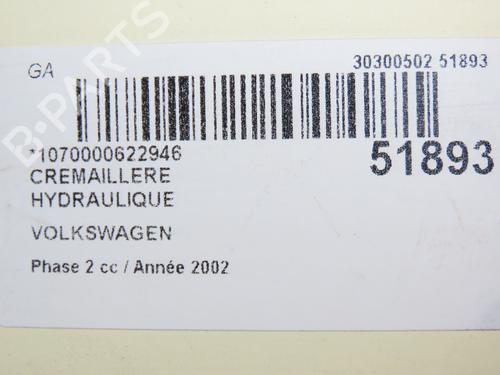 GA
30300502 51893
*1070000622946
51893
CREMAILLERE
HYDRAULIQUE
VOLKSWAGEN
Phase 2 cc / Année 2002
B-PARTS